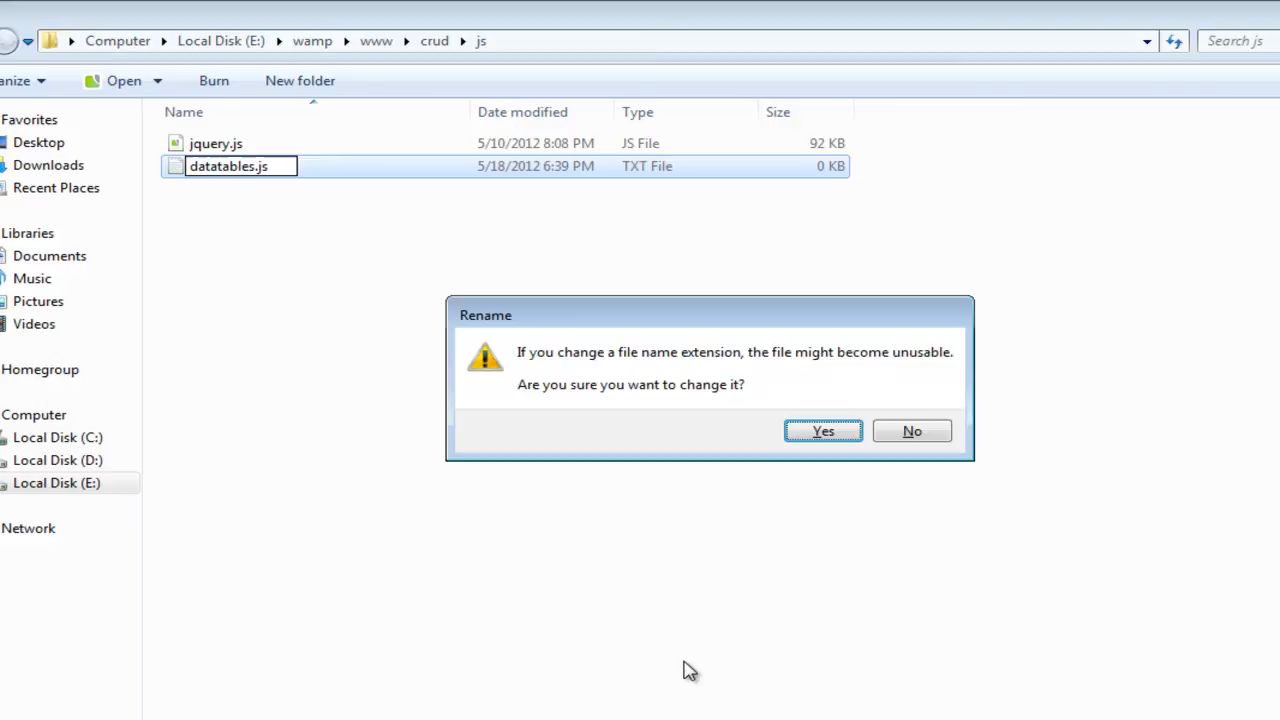 Computer Local Disk (E:) wamp www crud js Search js
anize Open Burn New folder
Name Date modified Type Size
Favorites
Desktop
Downloads
Recent Places
Libraries
Documents
Music
Pictures
Videos
Homegroup
Computer
Local Disk (C:)
Local Disk (D:)
Local Disk (E:)
Network
jquery.js 5/10/2012 8:08 PM JS File 92 KB
datatables.js 5/18/2012 6:39 PM TXT File 0 KB
Rename
If you change a file name extension, the file might become unusable.
Are you sure you want to change it?
Yes No